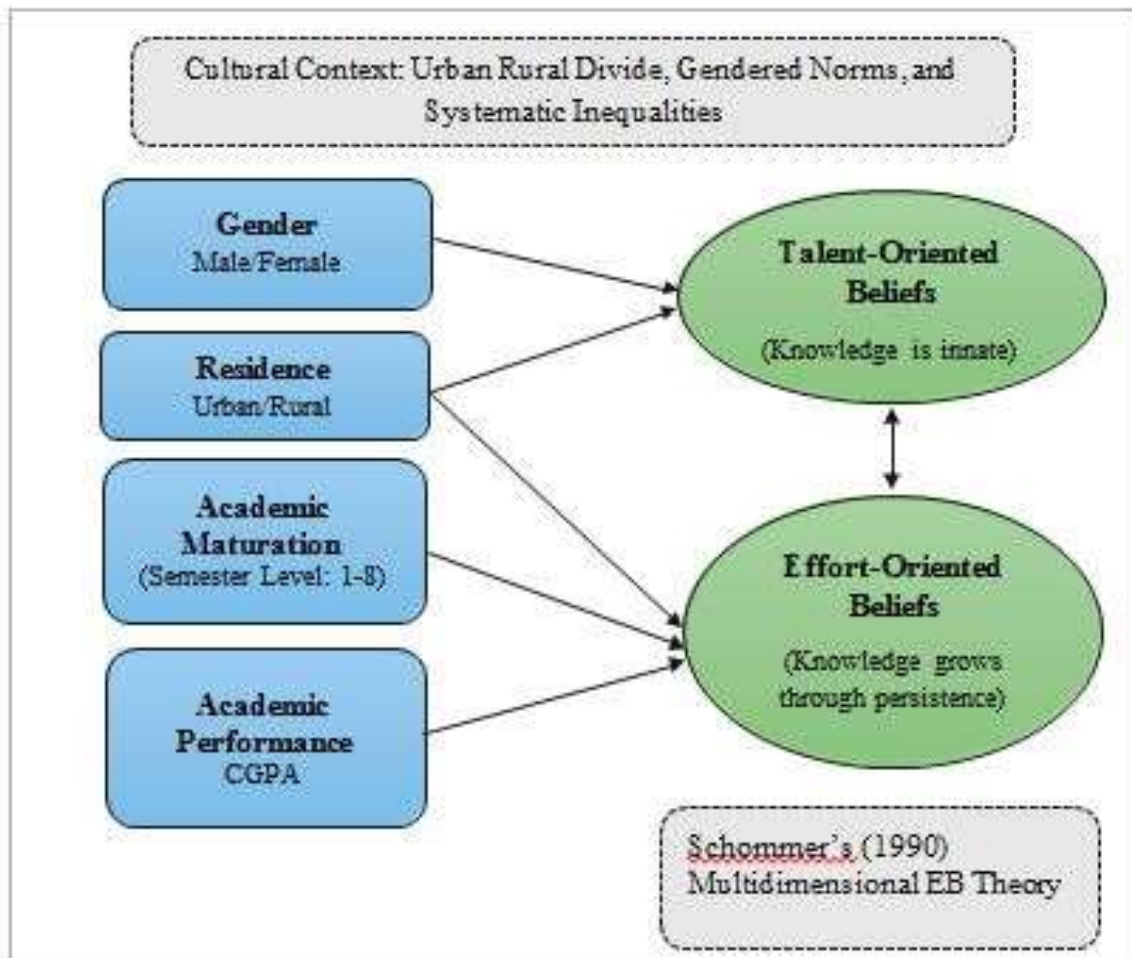 Cultural Context: Urban Rural Divide, Gendered Norms, and
Systematic Inequalities
Gender
Male/Female
Residence
Urban/Rural
Academic
Maturation
(Semester Level: 1-8)
Academic
Performance
CGPA
Talent-Oriented
Beliefs
(Knowledge is innate)
Effort-Oriented
Beliefs
(Knowledge grows
through persistence)
Schommer's (1990)
Multidimensional EB Theory